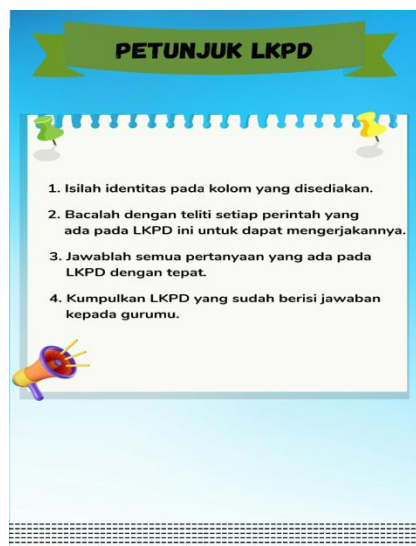 PETUNJUK LKPD
1. Isilah identitas pada kolom yang disediakan.
2. Bacalah dengan teliti setiap perintah yang
ada pada LKPD ini untuk dapat mengerjakannya.
3. Jawablah semua pertanyaan yang ada pada
LKPD dengan tepat.
4. Kumpulkan LKPD yang sudah berisi jawaban
kepada gurumu.